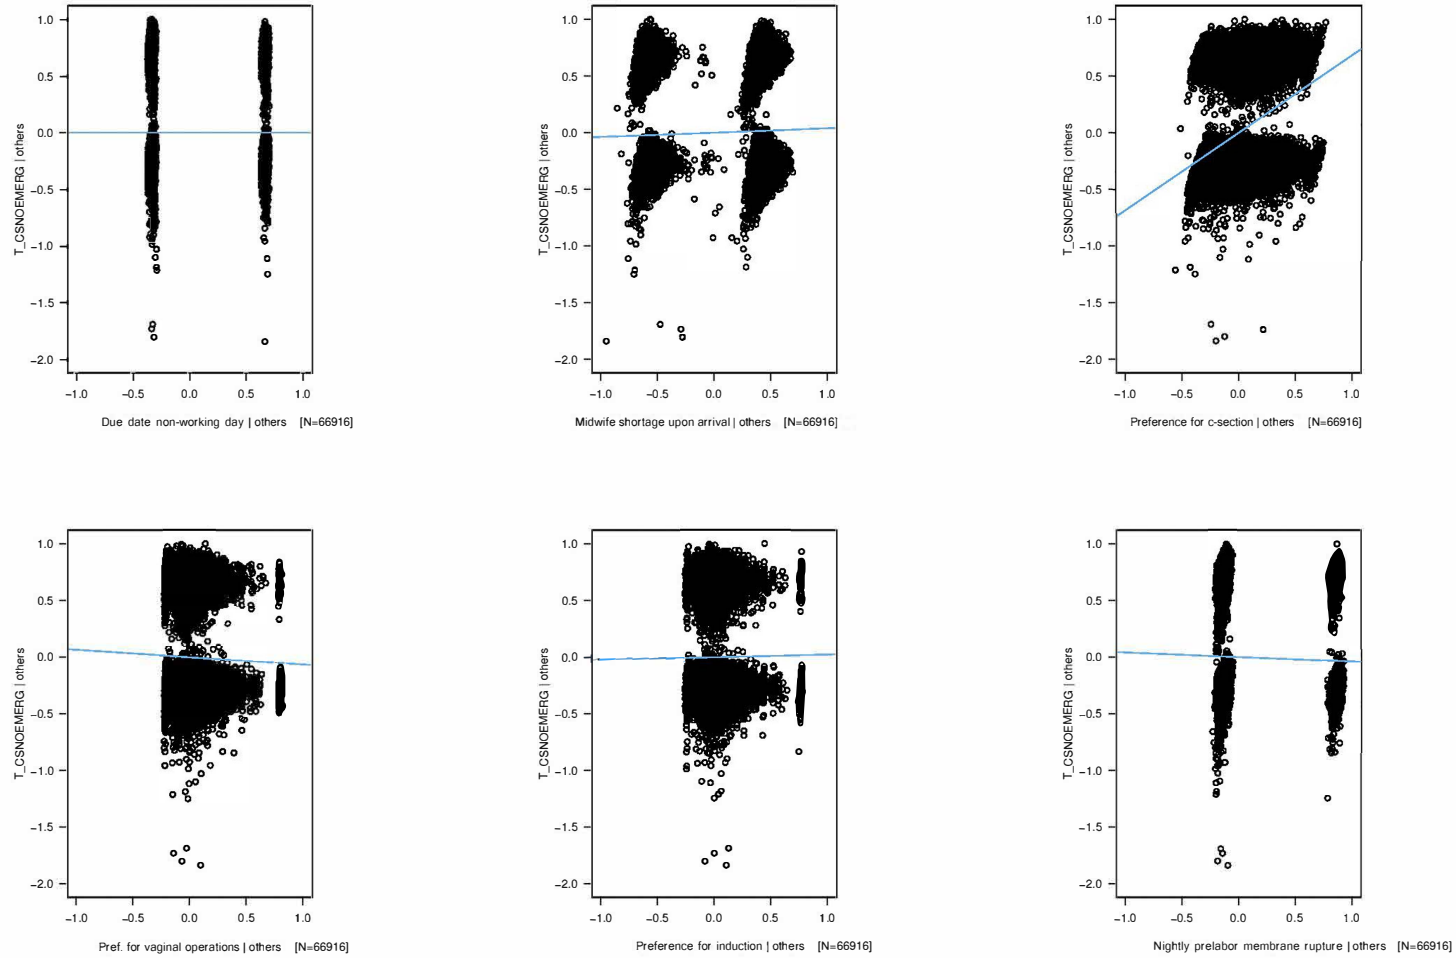 1.0
0.5
0.0
−0.5
−1.0
−1.5
−2.0
T_CSNOEMERG | others
−1.0 −0.5 0.0 0.5 1.0
Due date non-working day | others [N=66916]
1.0
0.5
0.0
−0.5
−1.0
−1.5
−2.0
T_CSNOEMERG | others
−1.0 −0.5 0.0 0.5 1.0
Midwife shortage upon arrival | others [N=66916]
1.0
0.5
0.0
−0.5
−1.0
−1.5
−2.0
T_CSNOEMERG | others
−1.0 −0.5 0.0 0.5 1.0
Preference for c-section | others [N=66916]
1.0
0.5
0.0
−0.5
−1.0
−1.5
−2.0
T_CSNOEMERG | others
−1.0 −0.5 0.0 0.5 1.0
Pref. for vaginal operations | others [N=66916]
1.0
0.5
0.0
−0.5
−1.0
−1.5
−2.0
T_CSNOEMERG | others
−1.0 −0.5 0.0 0.5 1.0
Preference for induction | others [N=66916]
1.0
0.5
0.0
−0.5
−1.0
−1.5
−2.0
T_CSNOEMERG | others
−1.0 −0.5 0.0 0.5 1.0
Nightly prelabor membrane rupture | others [N=66916]